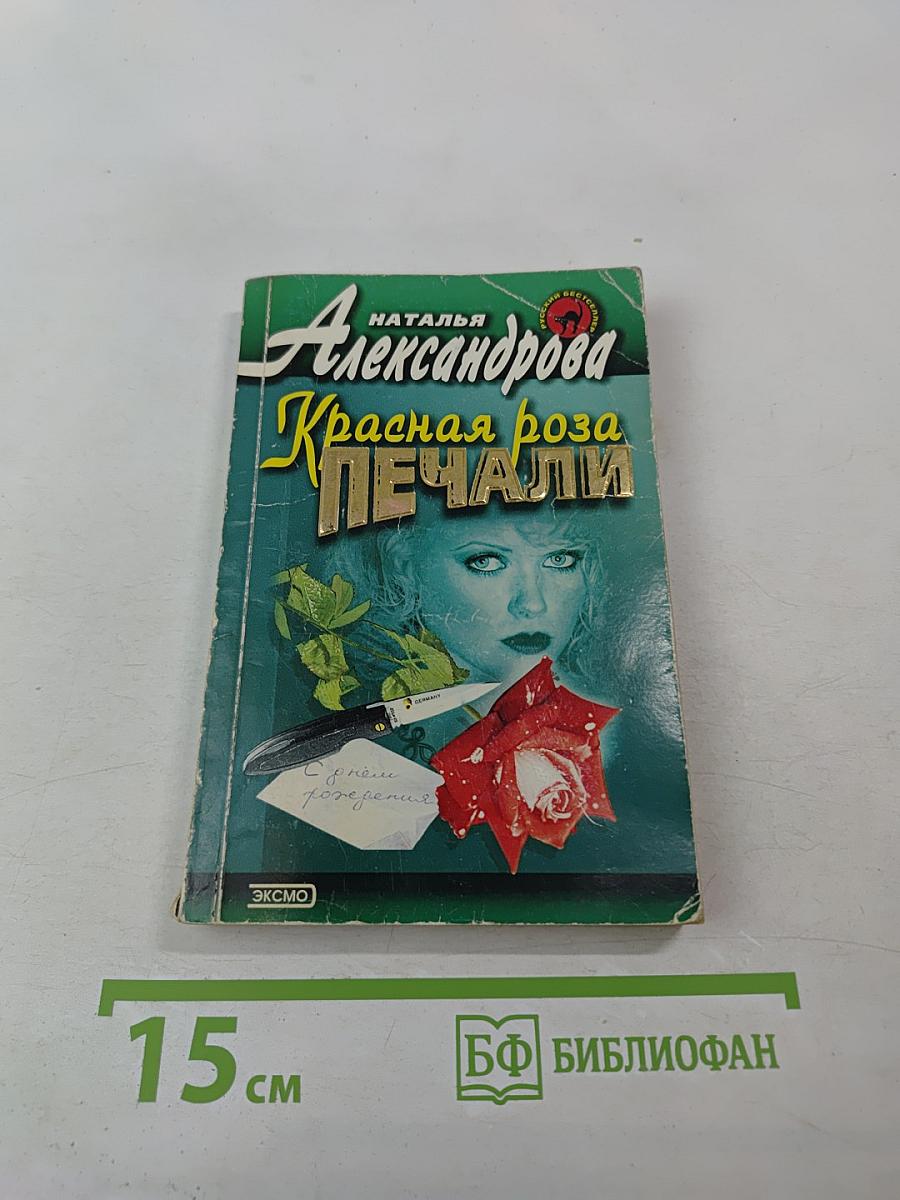 НАТАЛЬЯ
РУССКИЙ БЕСТСЕЛЛЕР
Александрова
Красная роза
ПЕЧАЛИ
GERMANY
С днём
рождения
ЭКСМО
15 см
БФ БИБЛИОФАН